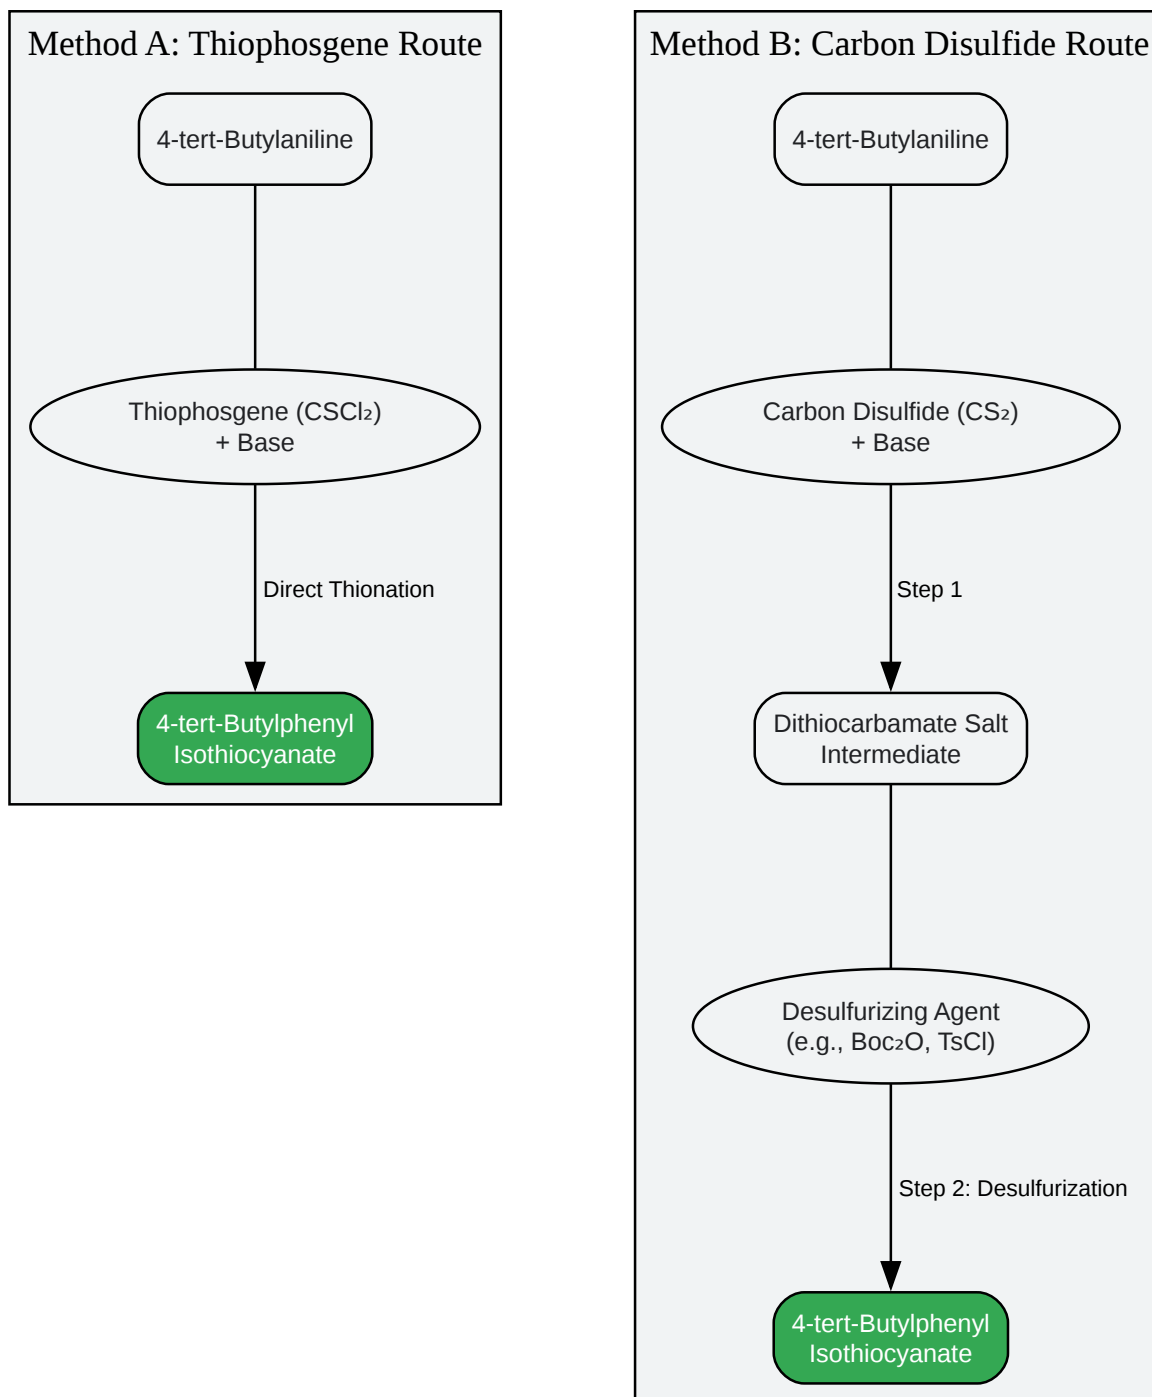 Method A: Thiophosgene Route
4-tert-Butylaniline
Thiophosgene (CSCl₂)
+ Base
Direct Thionation
4-tert-Butylphenyl
Isothiocyanate
Method B: Carbon Disulfide Route
4-tert-Butylaniline
Carbon Disulfide (CS₂)
+ Base
Step 1
Dithiocarbamate Salt
Intermediate
Desulfurizing Agent
(e.g., Boc₂O, TsCl)
Step 2: Desulfurization
4-tert-Butylphenyl
Isothiocyanate